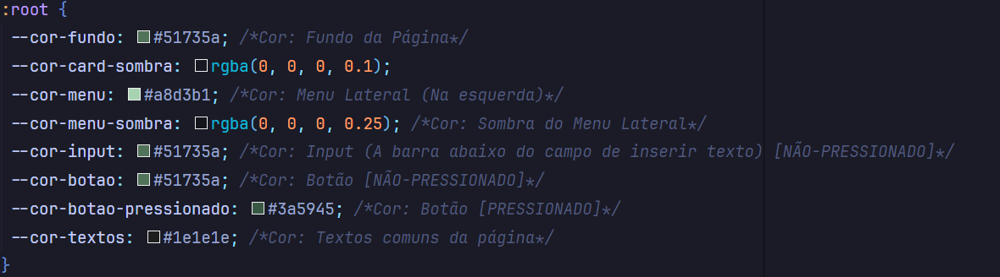 :root {
--cor-fundo: #51735a; /*Cor: Fundo da Página*/
--cor-card-sombra: rgba(0, 0, 0, 0.1);
--cor-menu: #a8d3b1; /*Cor: Menu Lateral (Na esquerda)*/
--cor-menu-sombra: rgba(0, 0, 0, 0.25); /*Cor: Sombra do Menu Lateral*/
--cor-input: #51735a; /*Cor: Input (A barra abaixo do campo de inserir texto) [NÃO-PRESSIONADO]*/
--cor-botao: #51735a; /*Cor: Botão [NÃO-PRESSIONADO]*/
--cor-botao-pressionado: #3a5945; /*Cor: Botão [PRESSIONADO]*/
--cor-textos: #1e1e1e; /*Cor: Textos comuns da página*/
}